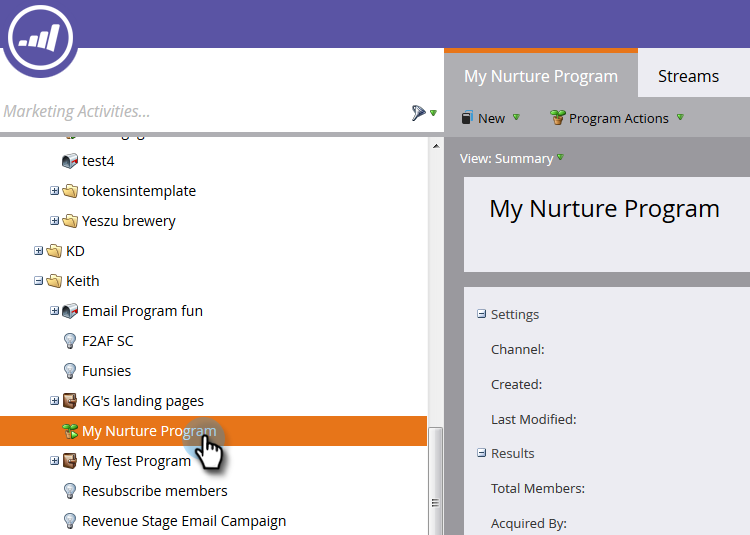 My Nurture Program
Streams
Marketing Activities...
New
Program Actions
test4
View: Summary
tokensintemplate
Yeszu brewery
My Nurture Program
KD
Keith
Email Program fun
Settings
F2AF SC
Channel:
Funsies
Created:
KG's landing pages
Last Modified:
My Nurture Program
Results
My Test Program
Resubscribe members
Total Members:
Revenue Stage Email Campaign
Acquired By: